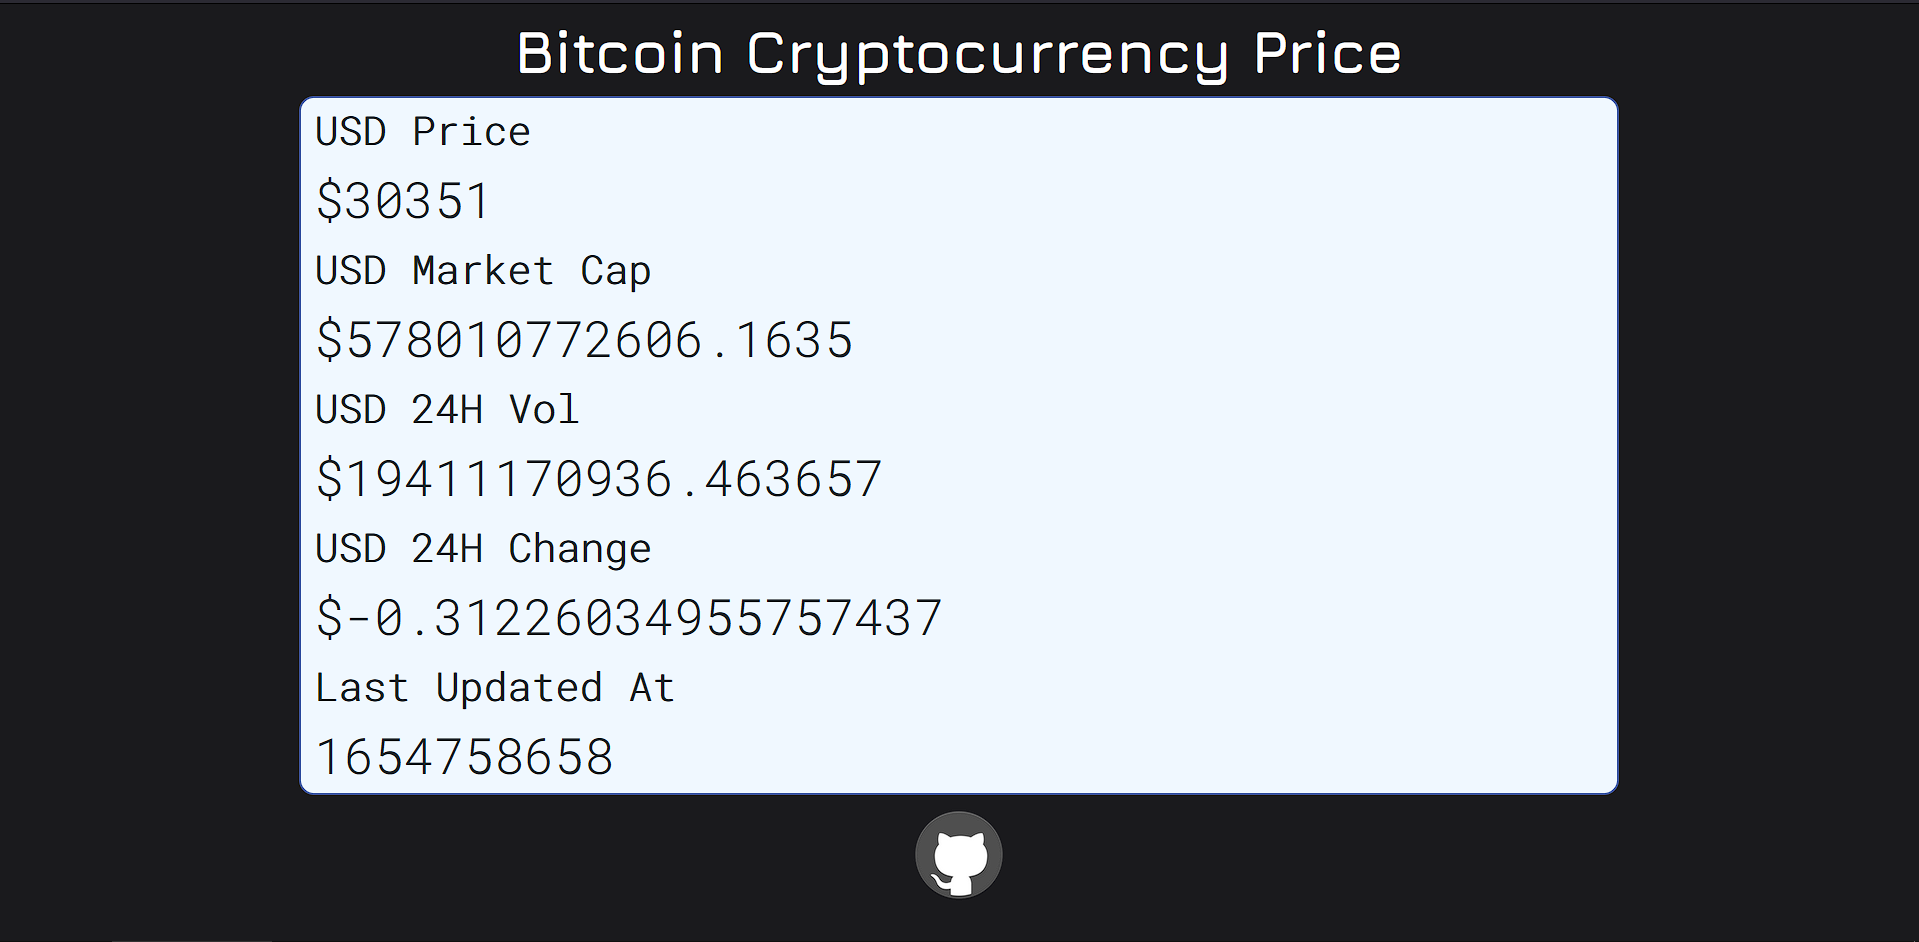 Bitcoin Cryptocurrency Price
USD Price
$30351
USD Market Cap
$578010772606.1635
USD 24H Vol
$19411170936.463657
USD 24H Change
$-0.31226034955757437
Last Updated At
1654758658